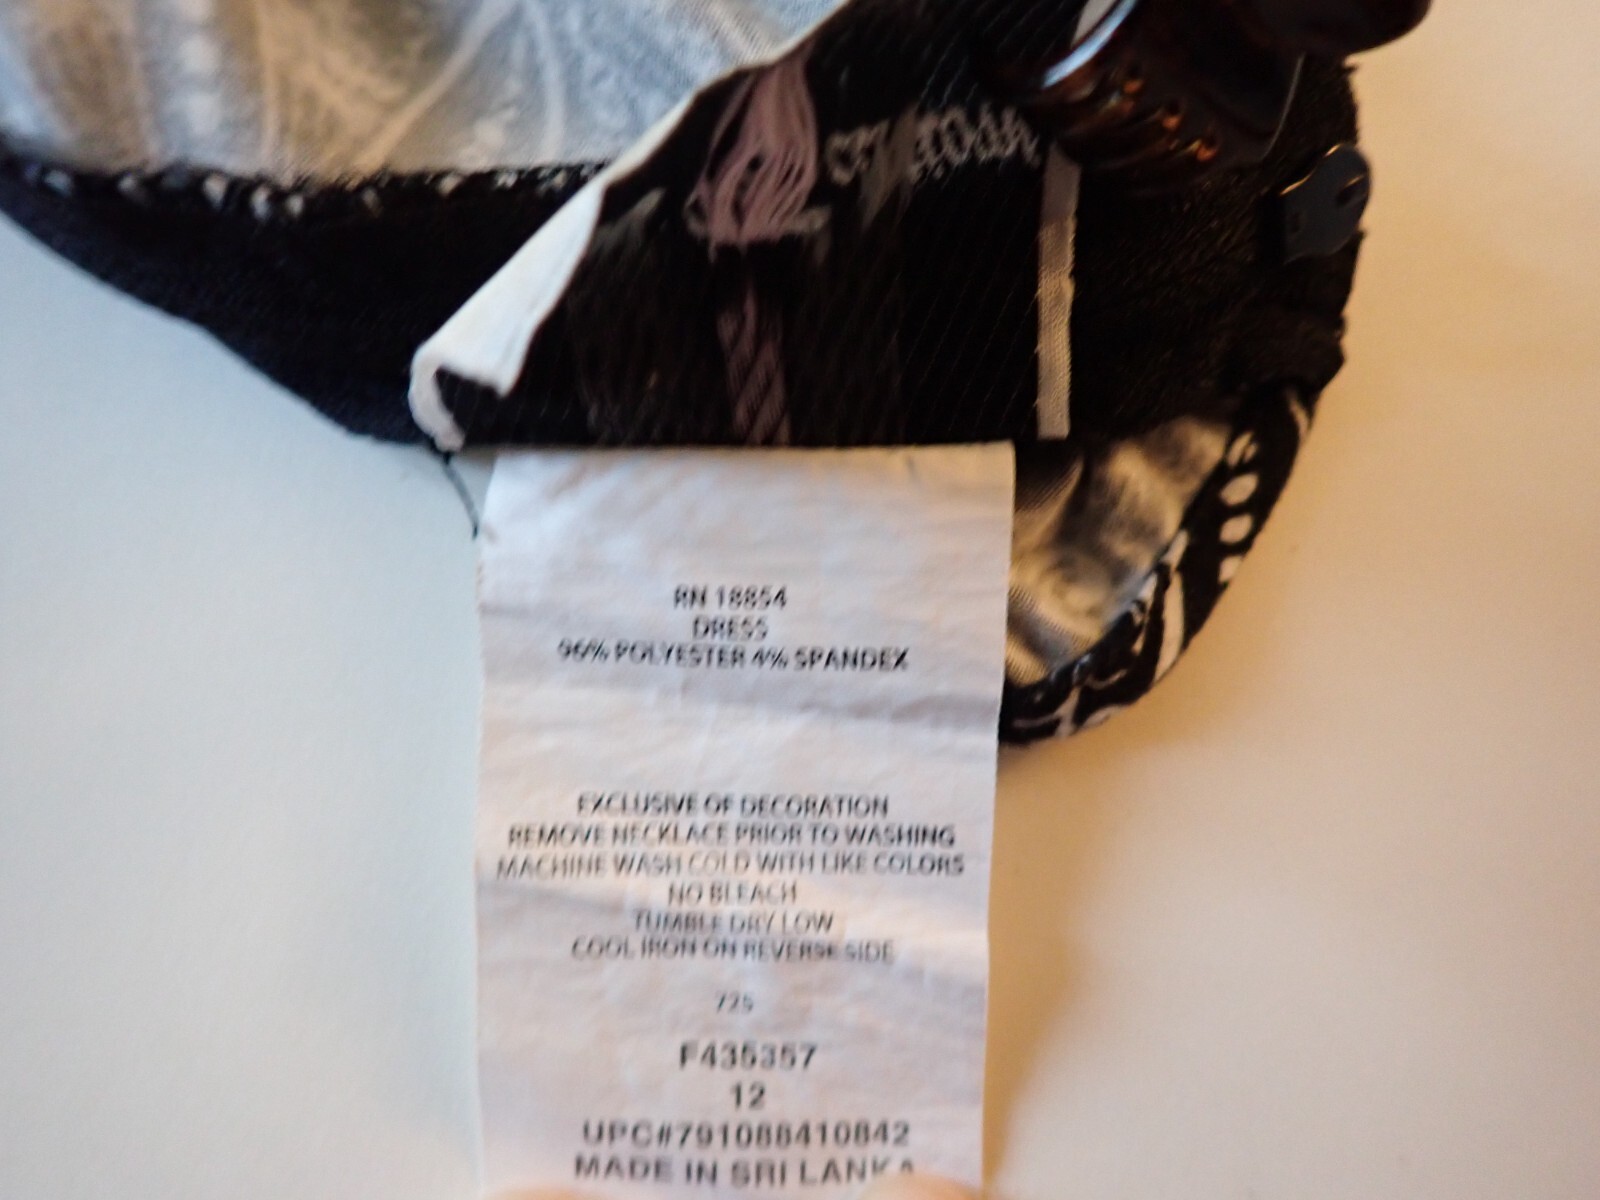 RN 18854
DRESS
96% POLYESTER 4% SPANDEX
EXCLUSIVE OF DECORATION
REMOVE NECKLACE PRIOR TO WASHING
MACHINE WASH COLD WITH LIKE COLORS
NO BLEACH
TUMBLE DRY LOW
COOL IRON ON REVERSE SIDE
725
F435357
12
UPC#791088410842
MADE IN SRI LANKA